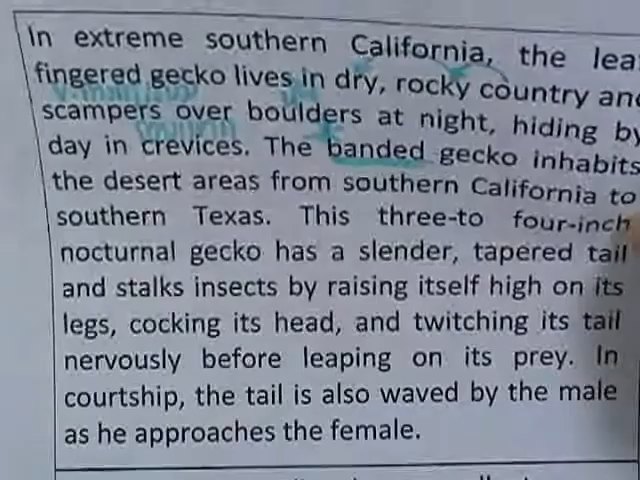 In extreme southern California, the lea
fingered gecko lives in dry, rocky country and
scampers over boulders at night, hiding by
day in crevices. The banded gecko inhabits
the desert areas from southern California to
southern Texas. This three-to four-inch
nocturnal gecko has a slender, tapered tail
and stalks insects by raising itself high on its
legs, cocking its head, and twitching its tail
nervously before leaping on its prey. In
courtship, the tail is also waved by the male
as he approaches the female.